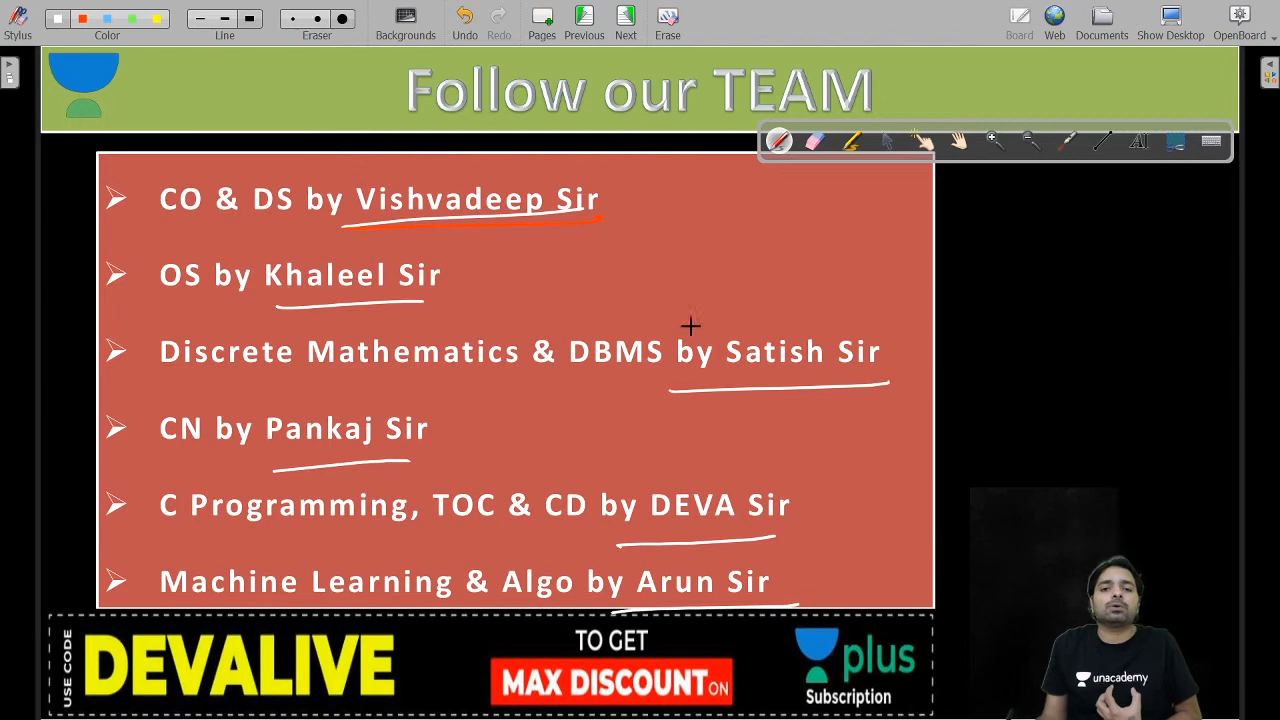 Stylus
Color
Line
Eraser
Backgrounds
Undo
Redo
Pages
Previous
Next
Erase
Board
Web
Documents
Show Desktop
OpenBoard
Follow our TEAM
CO & DS by Vishvadeep Sir
OS by Khaleel Sir
Discrete Mathematics & DBMS by Satish Sir
CN by Pankaj Sir
C Programming, TOC & CD by DEVA Sir
Machine Learning & Algo by Arun Sir
USE CODE
DEVALIVE
TO GET
MAX DISCOUNT ON
plus
Subscription
unacademy